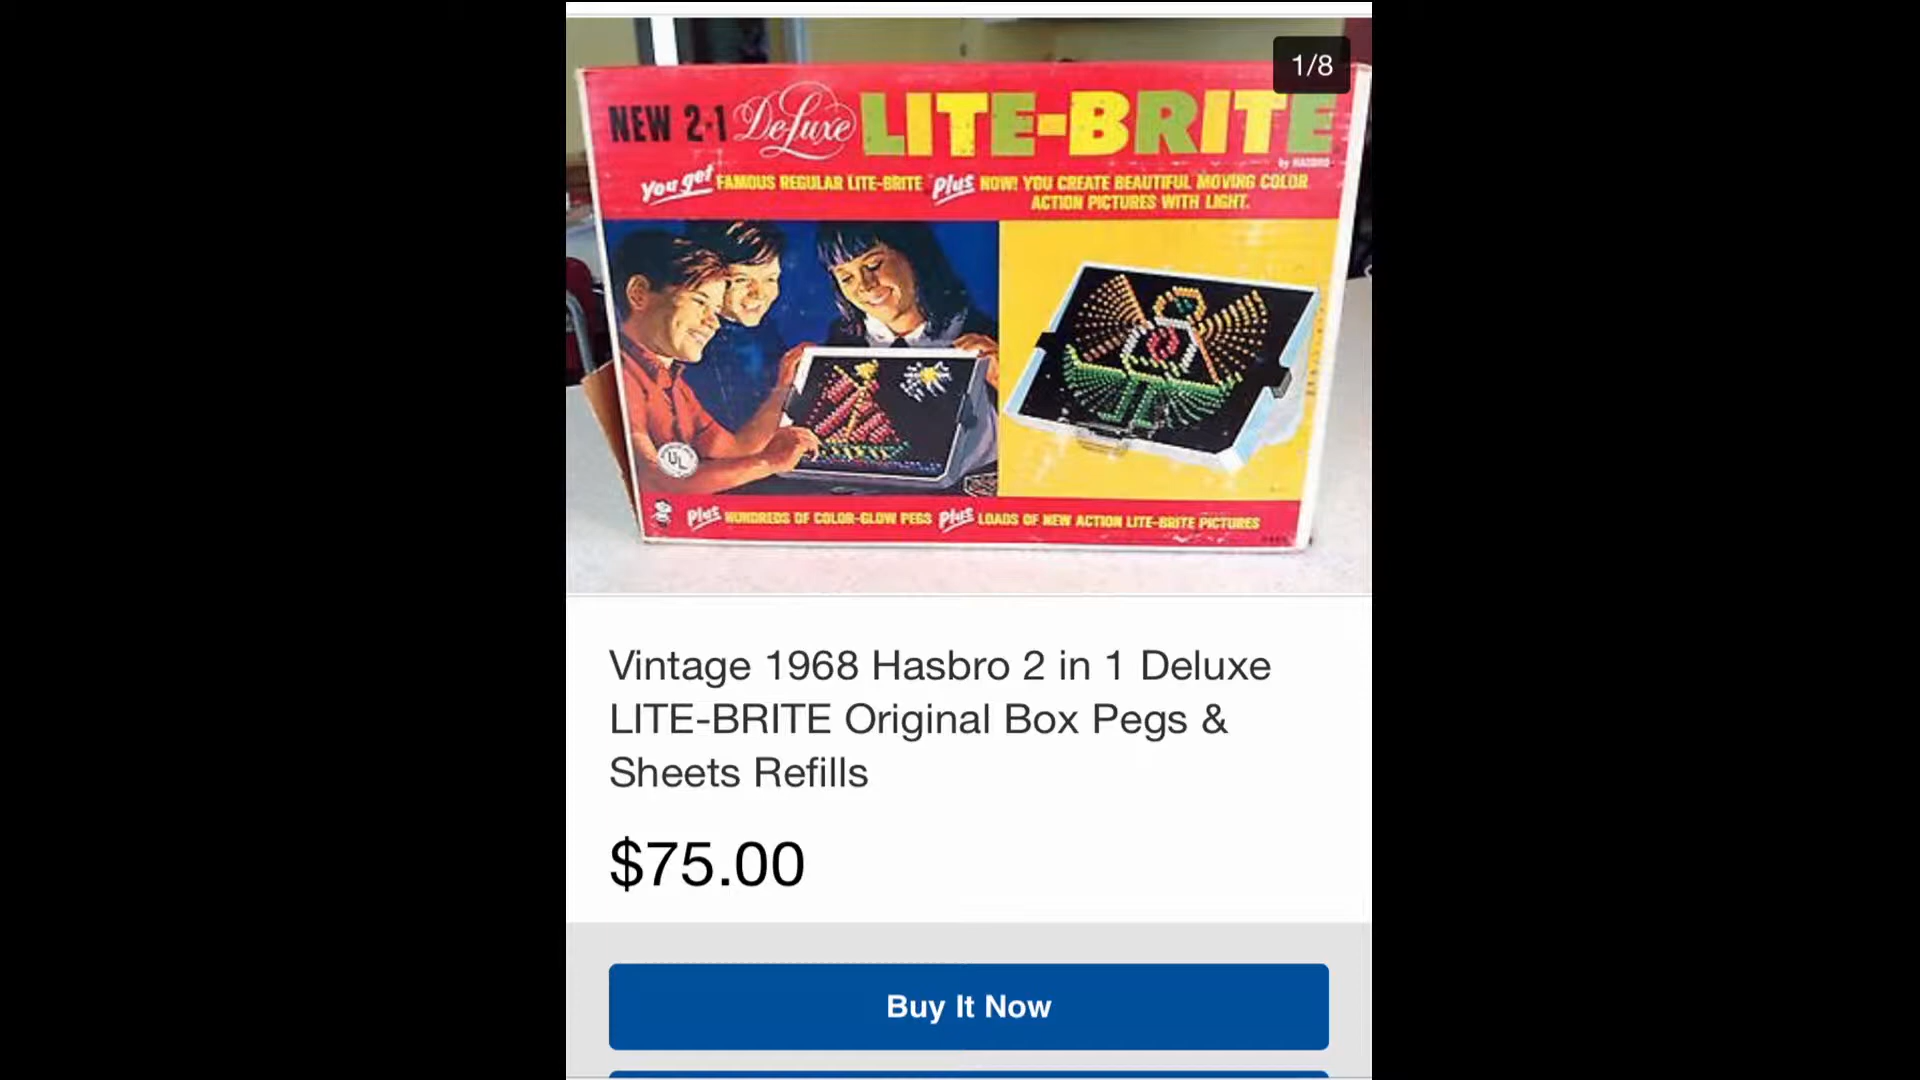 1/8
NEW 2-1 DeLuxe LITE-BRITE
by HASBRO
You get FAMOUS REGULAR LITE-BRITE Plus NOW! YOU CREATE BEAUTIFUL MOVING COLOR
ACTION PICTURES WITH LIGHT.
UL
Plus HUNDREDS OF COLOR-GLOW PEGS Plus LOADS OF NEW ACTION LITE-BRITE PICTURES
Vintage 1968 Hasbro 2 in 1 Deluxe
LITE-BRITE Original Box Pegs &
Sheets Refills
$75.00
Buy It Now